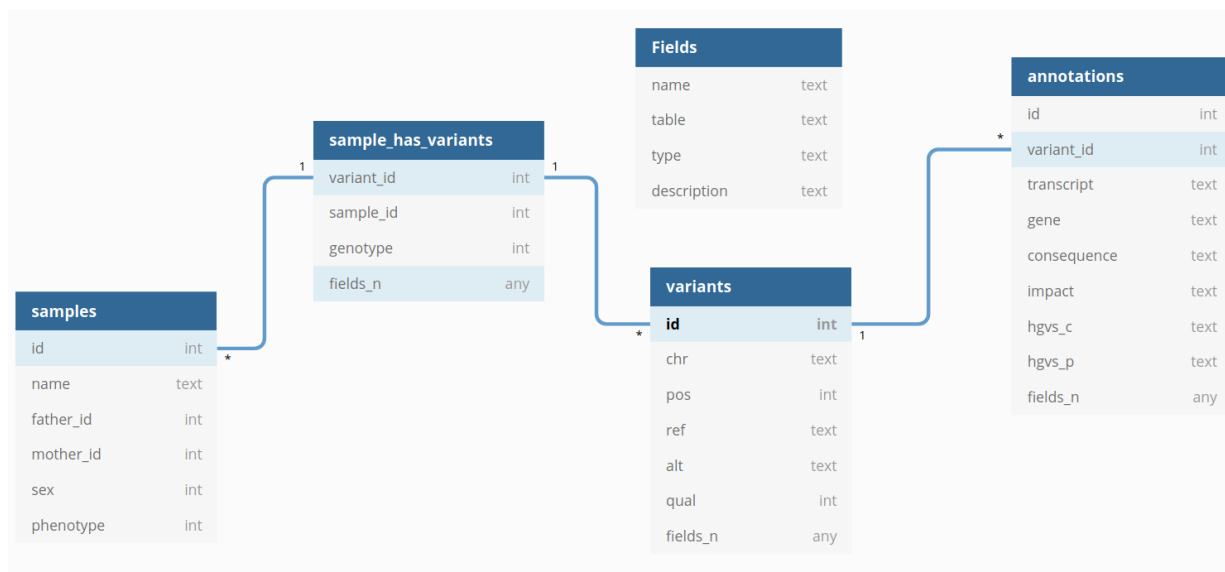 Fields
name text
table text
type text
description text
annotations
id int
variant_id int
transcript text
gene text
consequence text
impact text
hgvs_c text
hgvs_p text
fields_n any
*
sample_has_variants
variant_id int
sample_id int
genotype int
fields_n any
1
1
variants
id int
chr text
pos int
ref text
alt text
qual int
fields_n any
*
1
samples
id int
name text
father_id int
mother_id int
sex int
phenotype int
*